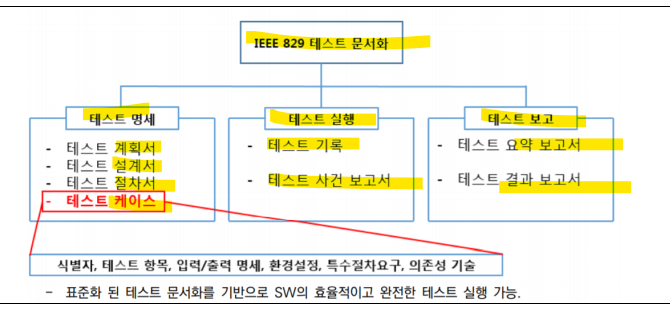 IEEE 829 테스트 문서화
테스트 명세
- 테스트 계획서
- 테스트 설계서
- 테스트 절차서
- 테스트 케이스
테스트 실행
- 테스트 기록
- 테스트 사건 보고서
테스트 보고
- 테스트 요약 보고서
- 테스트 결과 보고서
식별자, 테스트 항목, 입력/출력 명세, 환경설정, 특수절차요구, 의존성 기술
- 표준화 된 테스트 문서화를 기반으로 SW의 효율적이고 완전한 테스트 실행 가능.